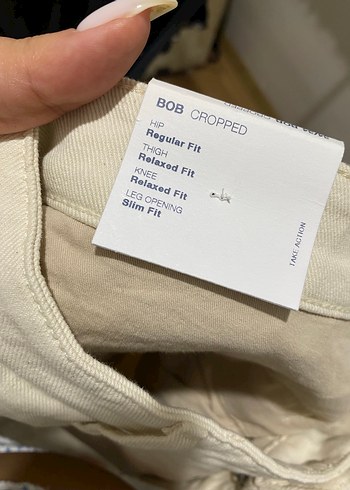 BOB CROPPED
HIP
Regular Fit
THIGH
Relaxed Fit
KNEE
Relaxed Fit
LEG OPENING
Slim Fit
TAKE ACTION